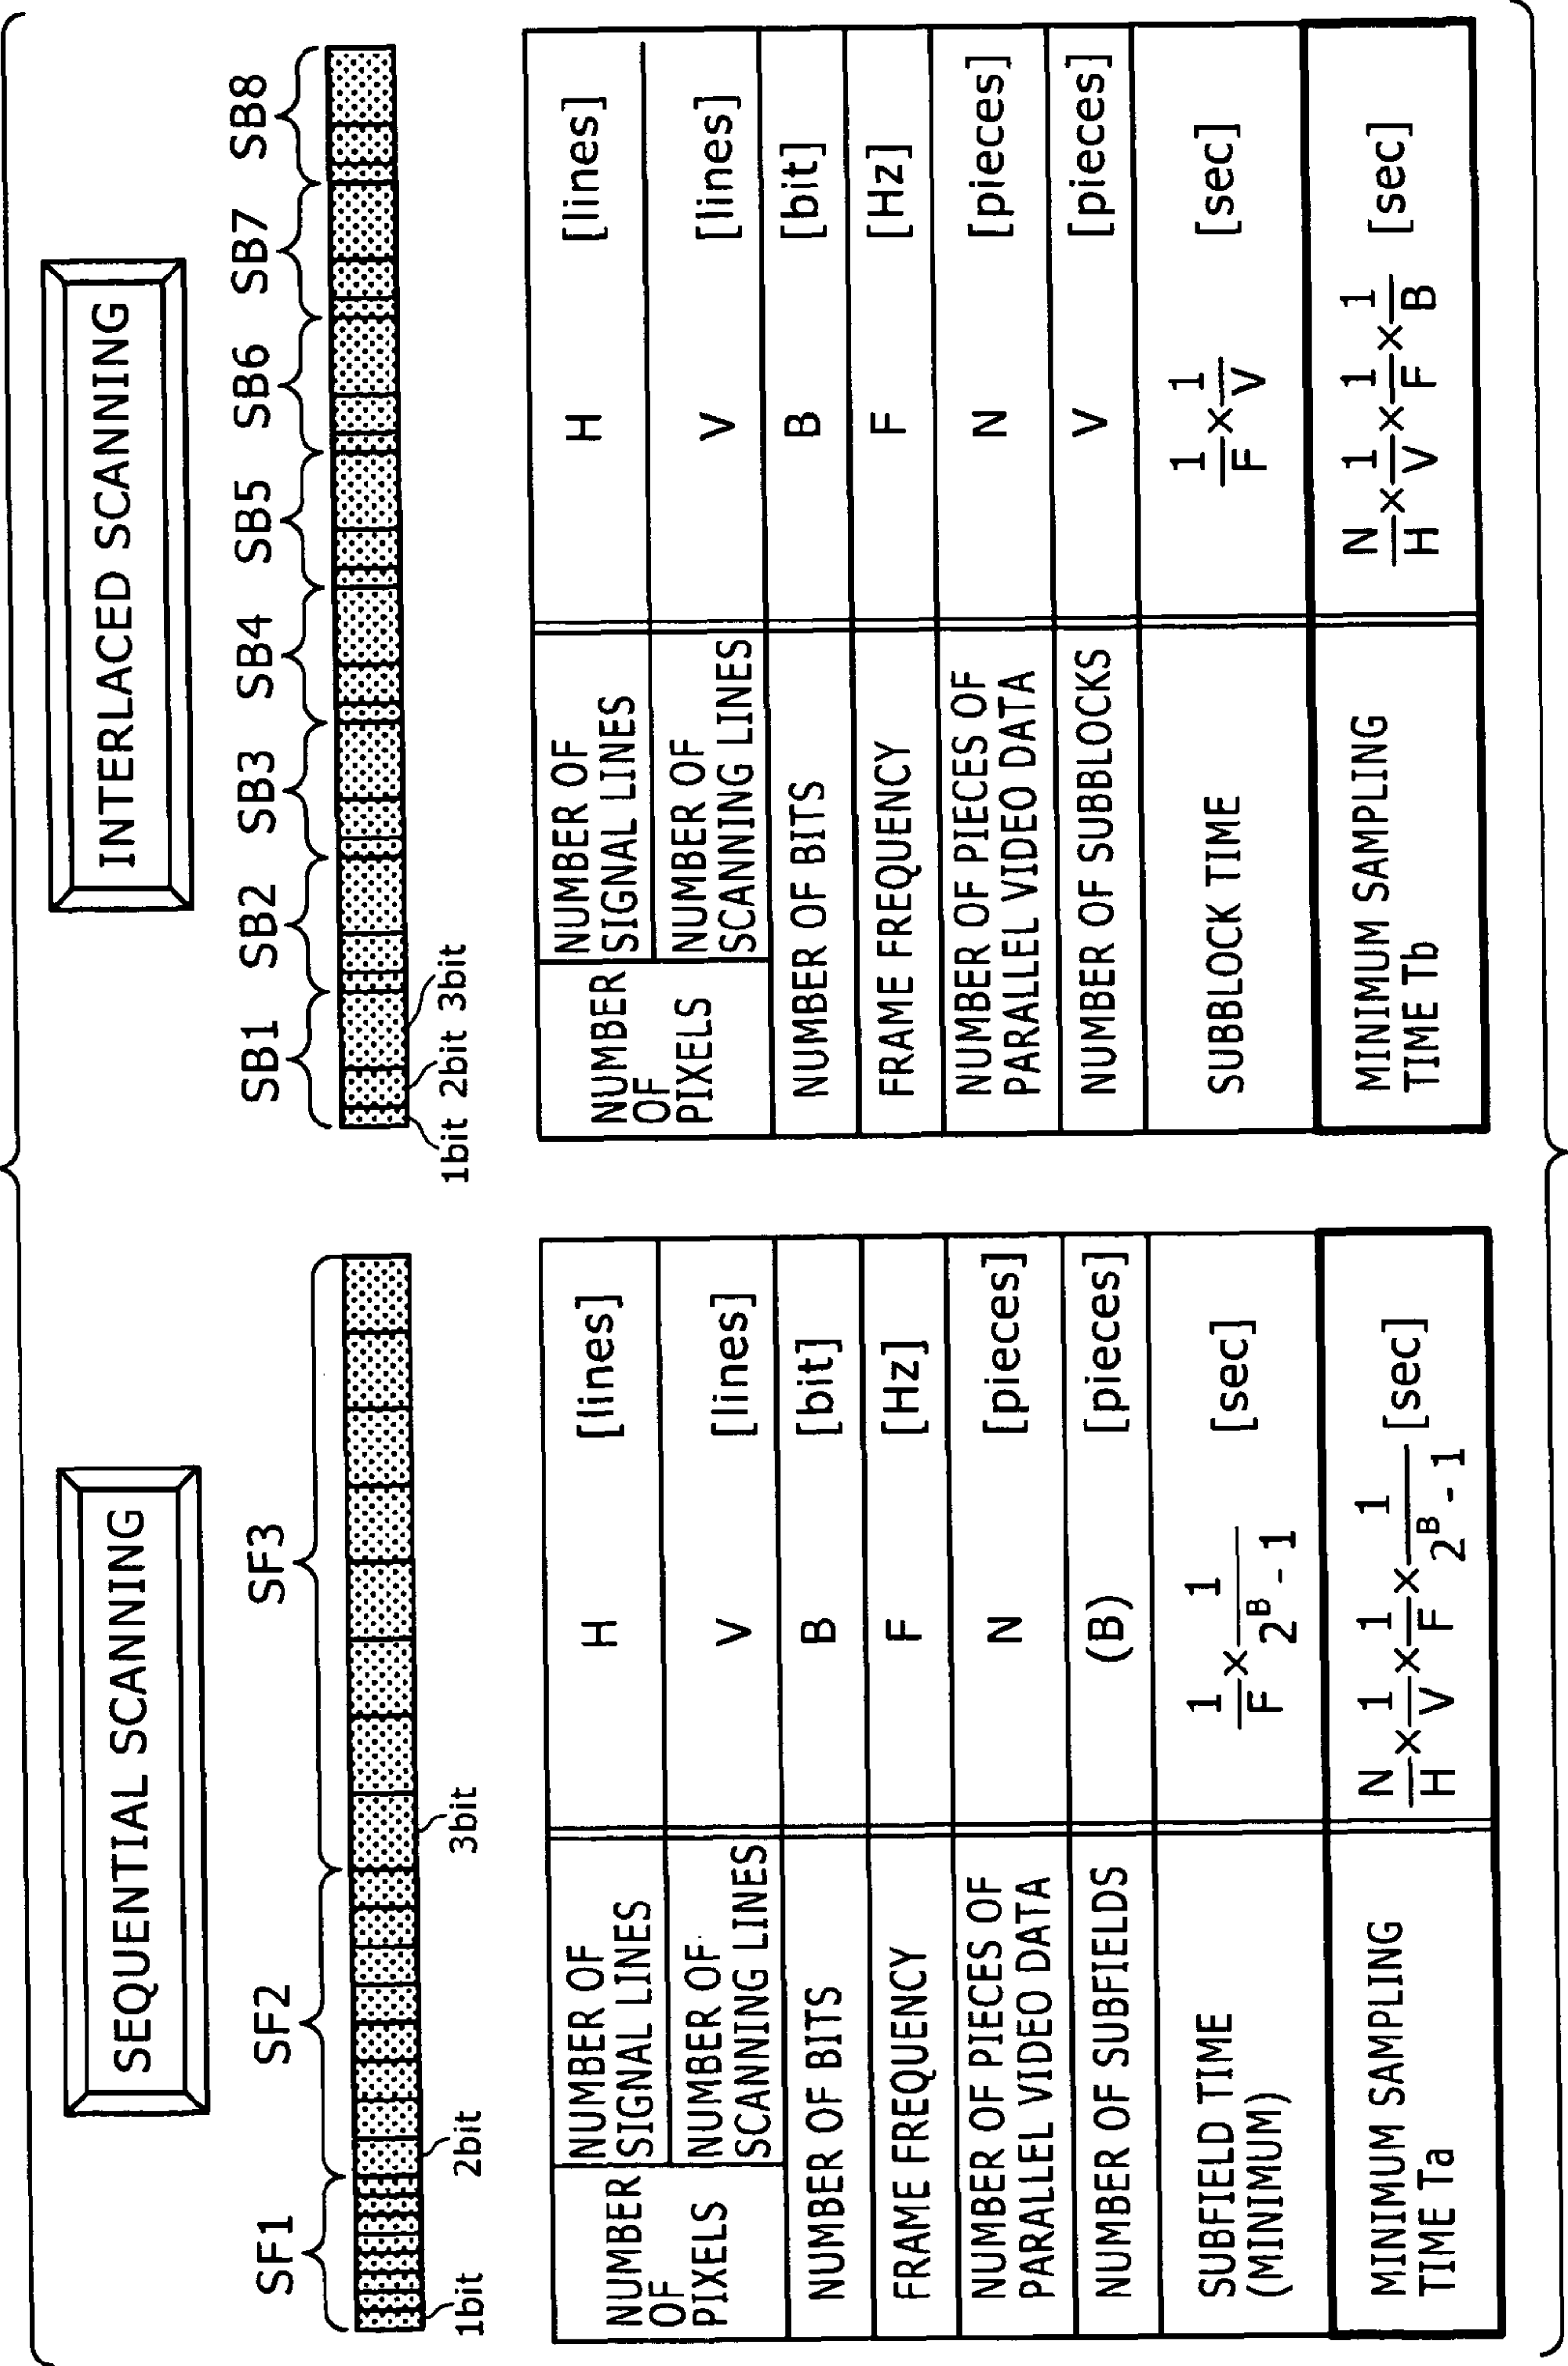 SEQUENTIAL SCANNING
SF1 SF2 SF3
1bit 2bit 3bit
NUMBER OF PIXELS
NUMBER OF SIGNAL LINES H [lines]
NUMBER OF SCANNING LINES V [lines]
NUMBER OF BITS B [bit]
FRAME FREQUENCY F [Hz]
NUMBER OF PIECES OF PARALLEL VIDEO DATA N [pieces]
NUMBER OF SUBFIELDS (B) [pieces]
SUBFIELD TIME (MINIMUM) 1/F × 1/(2^B - 1) [sec]
MINIMUM SAMPLING TIME Ta N/H × 1/V × 1/F × 1/(2^B - 1) [sec]
INTERLACED SCANNING
SB1 SB2 SB3 SB4 SB5 SB6 SB7 SB8
1bit 2bit 3bit
NUMBER OF PIXELS
NUMBER OF SIGNAL LINES H [lines]
NUMBER OF SCANNING LINES V [lines]
NUMBER OF BITS B [bit]
FRAME FREQUENCY F [Hz]
NUMBER OF PIECES OF PARALLEL VIDEO DATA N [pieces]
NUMBER OF SUBBLOCKS V [pieces]
SUBBLOCK TIME 1/F × 1/V [sec]
MINIMUM SAMPLING TIME Tb N/H × 1/V × 1/F × 1/B [sec]